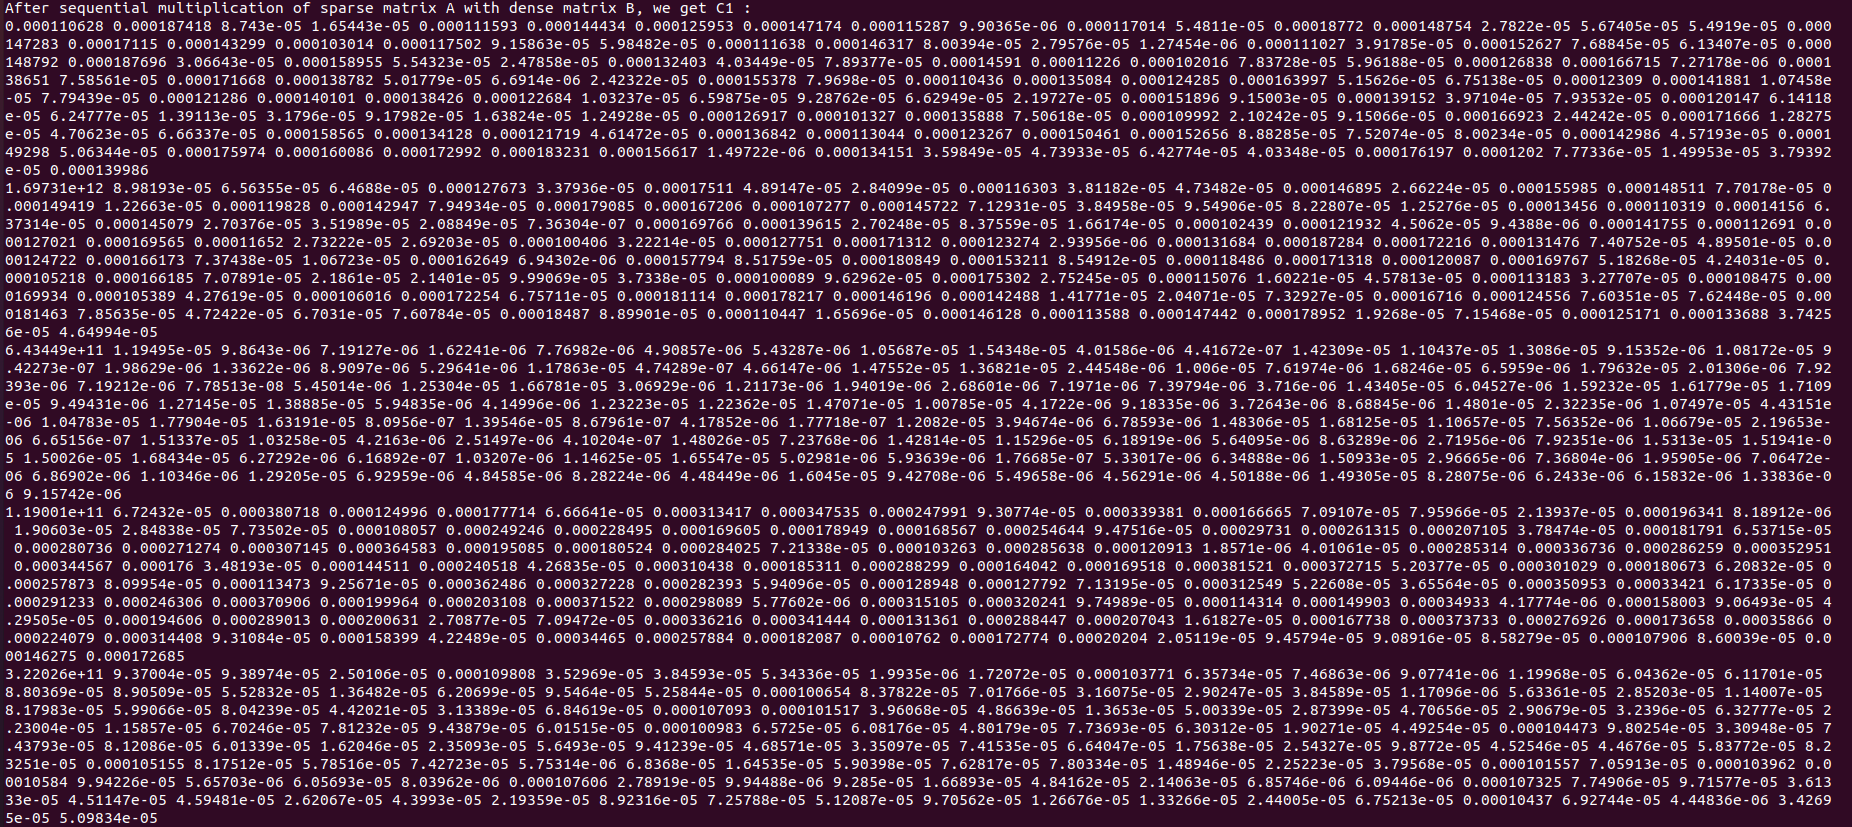 After sequential multiplication of sparse matrix A with dense matrix B, we get C1 :
0.000110628 0.000187418 8.743e-05 1.65443e-05 0.000111593 0.000144434 0.000125953 0.000147174 0.000115287 9.90365e-06 0.000117014 5.4811e-05 0.00018772 0.000148754 2.7822e-05 5.67405e-05 5.4919e-05 0.000
147283 0.00017115 0.000143299 0.000103014 0.000117502 9.15863e-05 5.98482e-05 0.000111638 0.000146317 8.00394e-05 2.79576e-05 1.27454e-06 0.000111027 3.91785e-05 0.000152627 7.68845e-05 6.13407e-05 0.000
148792 0.000187696 3.06643e-05 0.000158955 5.54323e-05 2.47858e-05 0.000132403 4.03449e-05 7.89377e-05 0.00014591 0.00011226 0.000102016 7.83728e-05 5.96188e-05 0.000126838 0.000166715 7.27178e-06 0.0001
38651 7.58561e-05 0.000171668 0.000138782 5.01779e-05 6.6914e-06 2.42322e-05 0.000155378 7.9698e-05 0.000110436 0.000135084 0.000124285 0.000163997 5.15626e-05 6.75138e-05 0.00012309 0.000141881 1.07458e
-05 7.79439e-05 0.000121286 0.000140101 0.000138426 0.000122684 1.03237e-05 6.59875e-05 9.28762e-05 6.62949e-05 2.19727e-05 0.000151896 9.15003e-05 0.000139152 3.97104e-05 7.93532e-05 0.000120147 6.14118
e-05 6.24777e-05 1.39113e-05 3.1796e-05 9.17982e-05 1.63824e-05 1.24928e-05 0.000126917 0.000101327 0.000135888 7.50618e-05 0.000109992 2.10242e-05 9.15066e-05 0.000166923 2.44242e-05 0.000171666 1.28275
e-05 4.70623e-05 6.66337e-05 0.000158565 0.000134128 0.000121719 4.61472e-05 0.000136842 0.000113044 0.000123267 0.000150461 0.000152656 8.88285e-05 7.52074e-05 8.00234e-05 0.000142986 4.57193e-05 0.0001
49298 5.06344e-05 0.000175974 0.000160086 0.000172992 0.000183231 0.000156617 1.49722e-06 0.000134151 3.59849e-05 4.73933e-05 6.42774e-05 4.03348e-05 0.000176197 0.0001202 7.77336e-05 1.49953e-05 3.79392
e-05 0.000139986
1.69731e+12 8.98193e-05 6.56355e-05 6.4688e-05 0.000127673 3.37936e-05 0.00017511 4.89147e-05 2.84099e-05 0.000116303 3.81182e-05 4.73482e-05 0.000146895 2.66224e-05 0.000155985 0.000148511 7.70178e-05 0
.000149419 1.22663e-05 0.000119828 0.000142947 7.94934e-05 0.000179085 0.000167206 0.000107277 0.000145722 7.12931e-05 3.84958e-05 9.54906e-05 8.22807e-05 1.25276e-05 0.00013456 0.000110319 0.00014156 6.
37314e-05 0.000145079 2.70376e-05 3.51989e-05 2.08849e-05 7.36304e-07 0.000169766 0.000139615 2.70248e-05 8.37559e-05 1.66174e-05 0.000102439 0.000121932 4.5062e-05 9.4388e-06 0.000141755 0.000112691 0.0
00127021 0.000169565 0.00011652 2.73222e-05 2.69203e-05 0.000100406 3.22214e-05 0.000127751 0.000171312 0.000123274 2.93956e-06 0.000131684 0.000187284 0.000172216 0.000131476 7.40752e-05 4.89501e-05 0.0
00124722 0.000166173 7.37438e-05 1.06723e-05 0.000162649 6.94302e-06 0.000157794 8.51759e-05 0.000180849 0.000153211 8.54912e-05 0.000118486 0.000171318 0.000120087 0.000169767 5.18268e-05 4.24031e-05 0.
000105218 0.000166185 7.07891e-05 2.1861e-05 2.1401e-05 9.99069e-05 3.7338e-05 0.000100089 9.62962e-05 0.000175302 2.75245e-05 0.000115076 1.60221e-05 4.57813e-05 0.000113183 3.27707e-05 0.000108475 0.00
0169934 0.000105389 4.27619e-05 0.000106016 0.000172254 6.75711e-05 0.000181114 0.000178217 0.000146196 0.000142488 1.41771e-05 2.04071e-05 7.32927e-05 0.00016716 0.000124556 7.60351e-05 7.62448e-05 0.00
0181463 7.85635e-05 4.72422e-05 6.7031e-05 7.60784e-05 0.00018487 8.89901e-05 0.000110447 1.65696e-05 0.000146128 0.000113588 0.000147442 0.000178952 1.9268e-05 7.15468e-05 0.000125171 0.000133688 3.7425
6e-05 4.64994e-05
6.43449e+11 1.19495e-05 9.8643e-06 7.19127e-06 1.62241e-06 7.76982e-06 4.90857e-06 5.43287e-06 1.05687e-05 1.54348e-05 4.01586e-06 4.41672e-07 1.42309e-05 1.10437e-05 1.3086e-05 9.15352e-06 1.08172e-05 9
.42273e-07 1.98629e-06 1.33622e-06 8.9097e-06 5.29641e-06 1.17863e-05 4.74289e-07 4.66147e-06 1.47552e-05 1.36821e-05 2.44548e-06 1.006e-05 7.61974e-06 1.68246e-05 6.5959e-06 1.79632e-05 2.01306e-06 7.92
393e-06 7.19212e-06 7.78513e-08 5.45014e-06 1.25304e-05 1.66781e-05 3.06929e-06 1.21173e-06 1.94019e-06 2.68601e-06 7.1971e-06 7.39794e-06 3.716e-06 1.43405e-05 6.04527e-06 1.59232e-05 1.61779e-05 1.7109
e-05 9.49431e-06 1.27145e-05 1.38885e-05 5.94835e-06 4.14996e-06 1.23223e-05 1.22362e-05 1.47071e-05 1.00785e-05 4.1722e-06 9.18335e-06 3.72643e-06 8.68845e-06 1.4801e-05 2.32235e-06 1.07497e-05 4.43151e
-06 1.04783e-05 1.77904e-05 1.63191e-05 8.0956e-07 1.39546e-05 8.67961e-07 4.17852e-06 1.77718e-07 1.2082e-05 3.94674e-06 6.78593e-06 1.48306e-05 1.68125e-05 1.10657e-05 7.56352e-06 1.06679e-05 2.19653e-
06 6.65156e-07 1.51337e-05 1.03258e-05 4.2163e-06 2.51497e-06 4.10204e-07 1.48026e-05 7.23768e-06 1.42814e-05 1.15296e-05 6.18919e-06 5.64095e-06 8.63289e-06 2.71956e-06 7.92351e-06 1.5313e-05 1.51941e-0
5 1.50026e-05 1.68434e-05 6.27292e-06 6.16892e-07 1.03207e-06 1.14625e-05 1.65547e-05 5.02981e-06 5.93639e-06 1.76685e-07 5.33017e-06 6.34888e-06 1.50933e-05 2.96665e-06 7.36804e-06 1.95905e-06 7.06472e-
06 6.86902e-06 1.10346e-06 1.29205e-05 6.92959e-06 4.84585e-06 8.28224e-06 4.48449e-06 1.6045e-05 9.42708e-06 5.49658e-06 4.56291e-06 4.50188e-06 1.49305e-05 8.28075e-06 6.2433e-06 6.15832e-06 1.33836e-0
6 9.15742e-06
1.19001e+11 6.72432e-05 0.000380718 0.000124996 0.000177714 6.66641e-05 0.000313417 0.000347535 0.000247991 9.30774e-05 0.000339381 0.000166665 7.09107e-05 7.95966e-05 2.13937e-05 0.000196341 8.18912e-06
1.90603e-05 2.84838e-05 7.73502e-05 0.000108057 0.000249246 0.000228495 0.000169605 0.000178949 0.000168567 0.000254644 9.47516e-05 0.00029731 0.000261315 0.000207105 3.78474e-05 0.000181791 6.53715e-05
0.000280736 0.000271274 0.000307145 0.000364583 0.000195085 0.000180524 0.000284025 7.21338e-05 0.000103263 0.000285638 0.000120913 1.8571e-06 4.01061e-05 0.000285314 0.000336736 0.000286259 0.000352951
0.000344567 0.000176 3.48193e-05 0.000144511 0.000240518 4.26835e-05 0.000310438 0.000185311 0.000288299 0.000164042 0.000169518 0.000381521 0.000372715 5.20377e-05 0.000301029 0.000180673 6.20832e-05 0
.000257873 8.09954e-05 0.000113473 9.25671e-05 0.000362486 0.000327228 0.000282393 5.94096e-05 0.000128948 0.000127792 7.13195e-05 0.000312549 5.22608e-05 3.65564e-05 0.000350953 0.00033421 6.17335e-05 0
.000291233 0.000246306 0.000370906 0.000199964 0.000203108 0.000371522 0.000298089 5.77602e-06 0.000315105 0.000320241 9.74989e-05 0.000114314 0.000149903 0.00034933 4.17774e-06 0.000158003 9.06493e-05 4
.29505e-05 0.000194606 0.000289013 0.000200631 2.70877e-05 7.09472e-05 0.000336216 0.000341444 0.000131361 0.000288447 0.000207043 1.61827e-05 0.000167738 0.000373733 0.000276926 0.000173658 0.00035866 0
.000224079 0.000314408 9.31084e-05 0.000158399 4.22489e-05 0.00034465 0.000257884 0.000182087 0.00010762 0.000172774 0.00020204 2.05119e-05 9.45794e-05 9.08916e-05 8.58279e-05 0.000107906 8.60039e-05 0.0
00146275 0.000172685
3.22026e+11 9.37004e-05 9.38974e-05 2.50106e-05 0.000109808 3.52969e-05 3.84593e-05 5.34336e-05 1.9935e-06 1.72072e-05 0.000103771 6.35734e-05 7.46863e-06 9.07741e-06 1.19968e-05 6.04362e-05 6.11701e-05
8.80369e-05 8.90509e-05 5.52832e-05 1.36482e-05 6.20699e-05 9.5464e-05 5.25844e-05 0.000100654 8.37822e-05 7.01766e-05 3.16075e-05 2.90247e-05 3.84589e-05 1.17096e-06 5.63361e-05 2.85203e-05 1.14007e-05
8.17983e-05 5.99066e-05 8.04239e-05 4.42021e-05 3.13389e-05 6.84619e-05 0.000107093 0.000101517 3.96068e-05 4.86639e-05 1.3653e-05 5.00339e-05 2.87399e-05 4.70656e-05 2.90679e-05 3.2396e-05 6.32777e-05 2
.23004e-05 1.15857e-05 6.70246e-05 7.81232e-05 9.43879e-05 6.01515e-05 0.000100983 6.5725e-05 6.08176e-05 4.80179e-05 7.73693e-05 6.30312e-05 1.90271e-05 4.49254e-05 0.000104473 9.80254e-05 3.30948e-05 7
.43793e-05 8.12086e-05 6.01339e-05 1.62046e-05 2.35093e-05 5.6493e-05 9.41239e-05 4.68571e-05 3.35097e-05 7.41535e-05 6.64047e-05 1.75638e-05 2.54327e-05 9.8772e-05 4.52546e-05 4.4676e-05 5.83772e-05 8.2
3251e-05 0.000105155 8.17512e-05 5.78516e-05 7.42723e-05 5.75314e-06 6.8368e-05 1.64535e-05 5.90398e-05 7.62817e-05 7.80334e-05 1.48946e-05 2.25223e-05 3.79568e-05 0.000101557 7.05913e-05 0.000103962 0.0
0010584 9.94226e-05 5.65703e-06 6.05693e-05 8.03962e-06 0.000107606 2.78919e-05 9.94488e-06 9.285e-05 1.66893e-05 4.84162e-05 2.14063e-05 6.85746e-06 6.09446e-06 0.000107325 7.74906e-05 9.71577e-05 3.613
33e-05 4.51147e-05 4.59481e-05 2.62067e-05 4.3993e-05 2.19359e-05 8.92316e-05 7.25788e-05 5.12087e-05 9.70562e-05 1.26676e-05 1.33266e-05 2.44005e-05 6.75213e-05 0.00010437 6.92744e-05 4.44836e-06 3.4269
5e-05 5.09834e-05